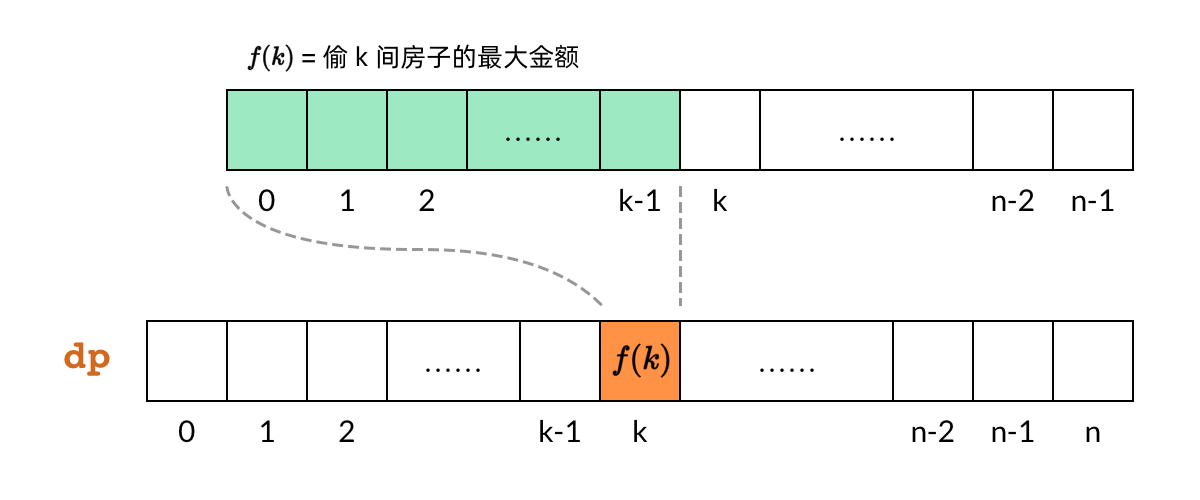 f(k) = 偷 k 间房子的最大金额
…… ……
0 1 2 k-1 k n-2 n-1
dp …… f(k) ……
0 1 2 k-1 k n-2 n-1 n